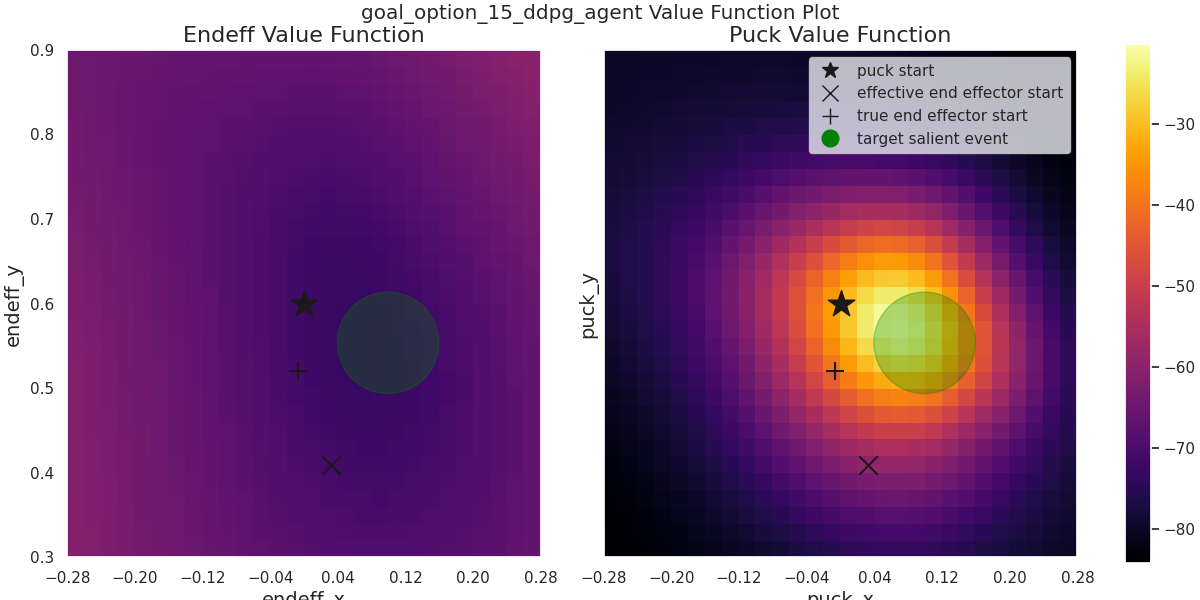 goal_option_15_ddpg_agent Value Function Plot
Endeff Value Function
Puck Value Function
0.9
0.8
0.7
0.6
0.5
0.4
0.3
endeff_y
−0.28 −0.20 −0.12 −0.04 0.04 0.12 0.20 0.28
endeff_x
puck start
effective end effector start
true end effector start
target salient event
puck_y
−0.28 −0.20 −0.12 −0.04 0.04 0.12 0.20 0.28
puck_x
−30
−40
−50
−60
−70
−80